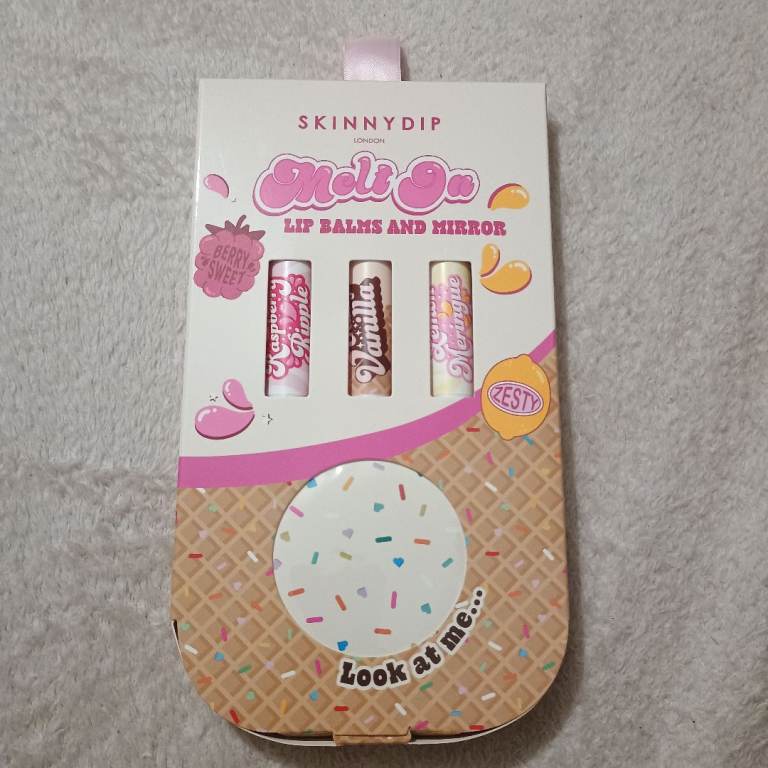 SKINNYDIP
LONDON
Melt On
LIP BALMS AND MIRROR
BERRY
SWEET
Raspberry
Ripple
Vanilla
Lemon
Meringue
ZESTY
Look at me...